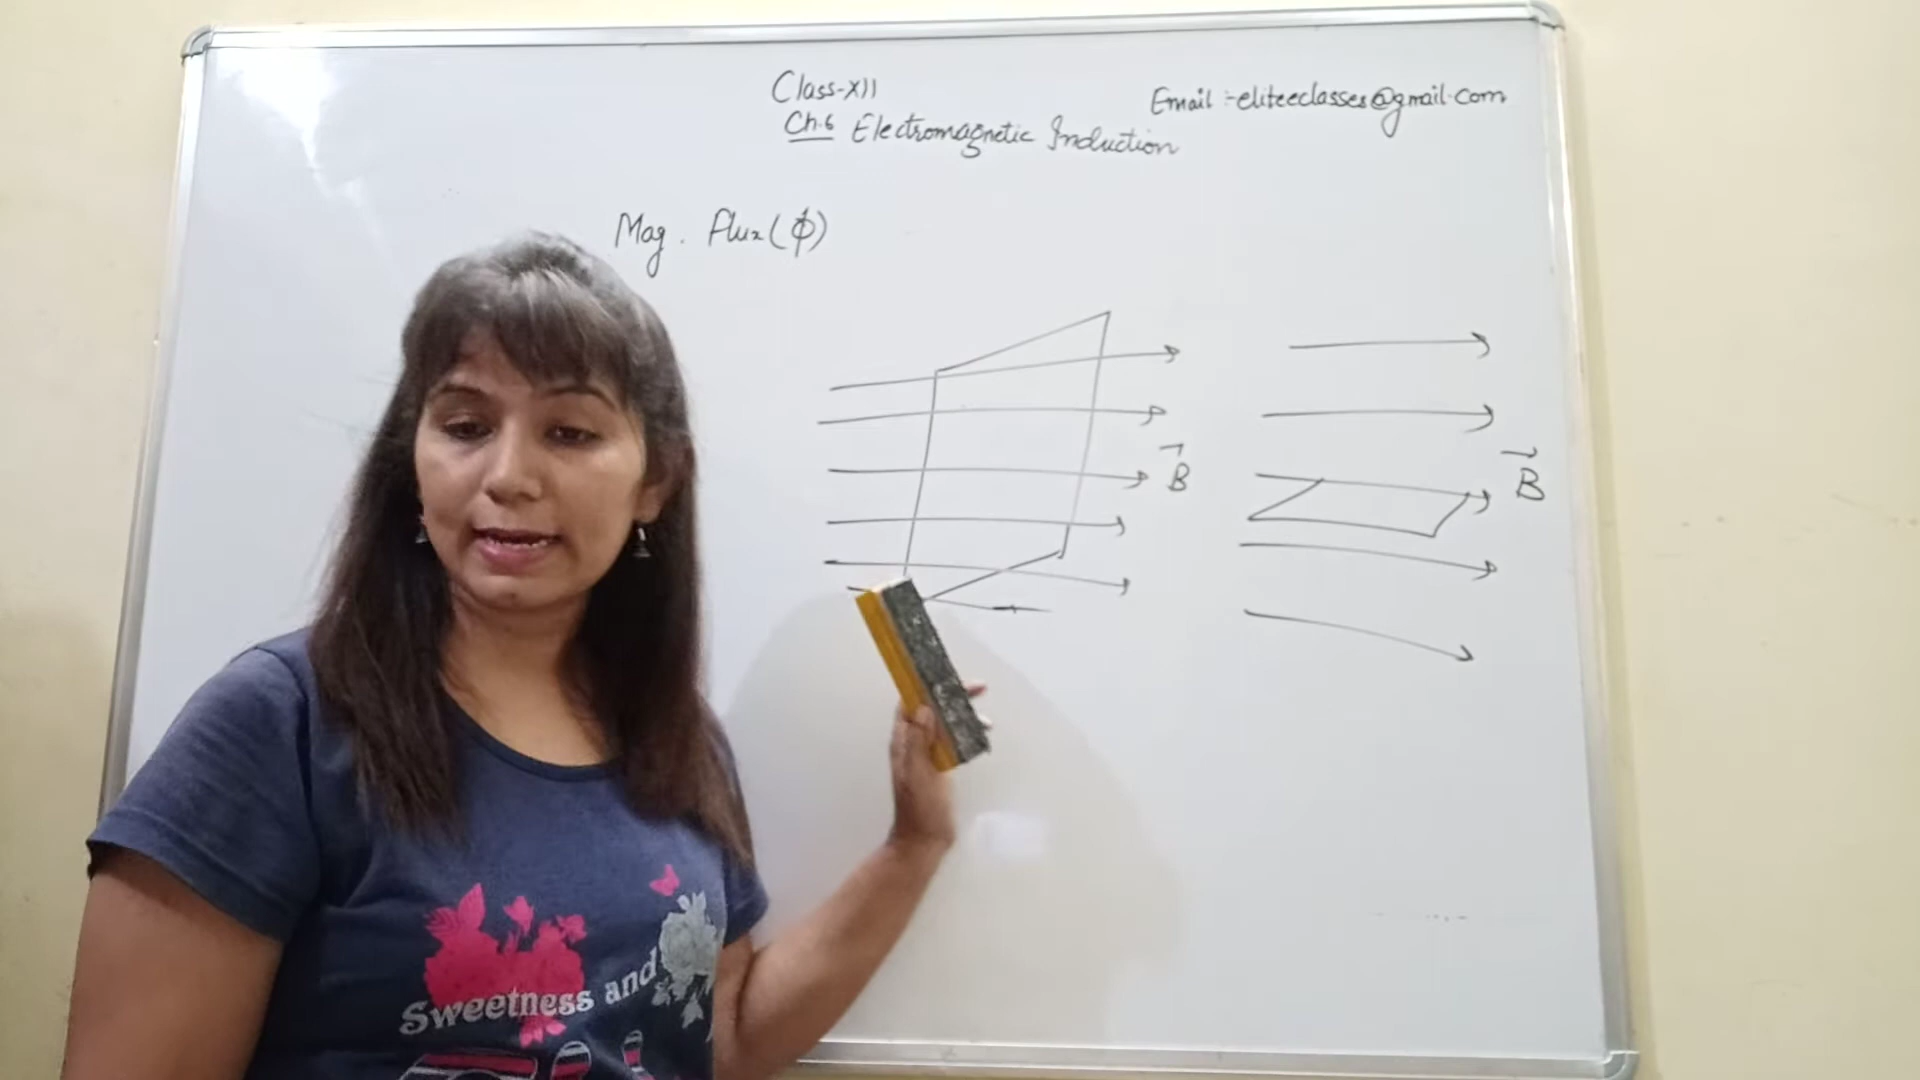 Class-XII
Email :-eliteeclasses@gmail.com
Ch.6 Electromagnetic Induction
Mag. Flux (ϕ)
B
B
Sweetness and